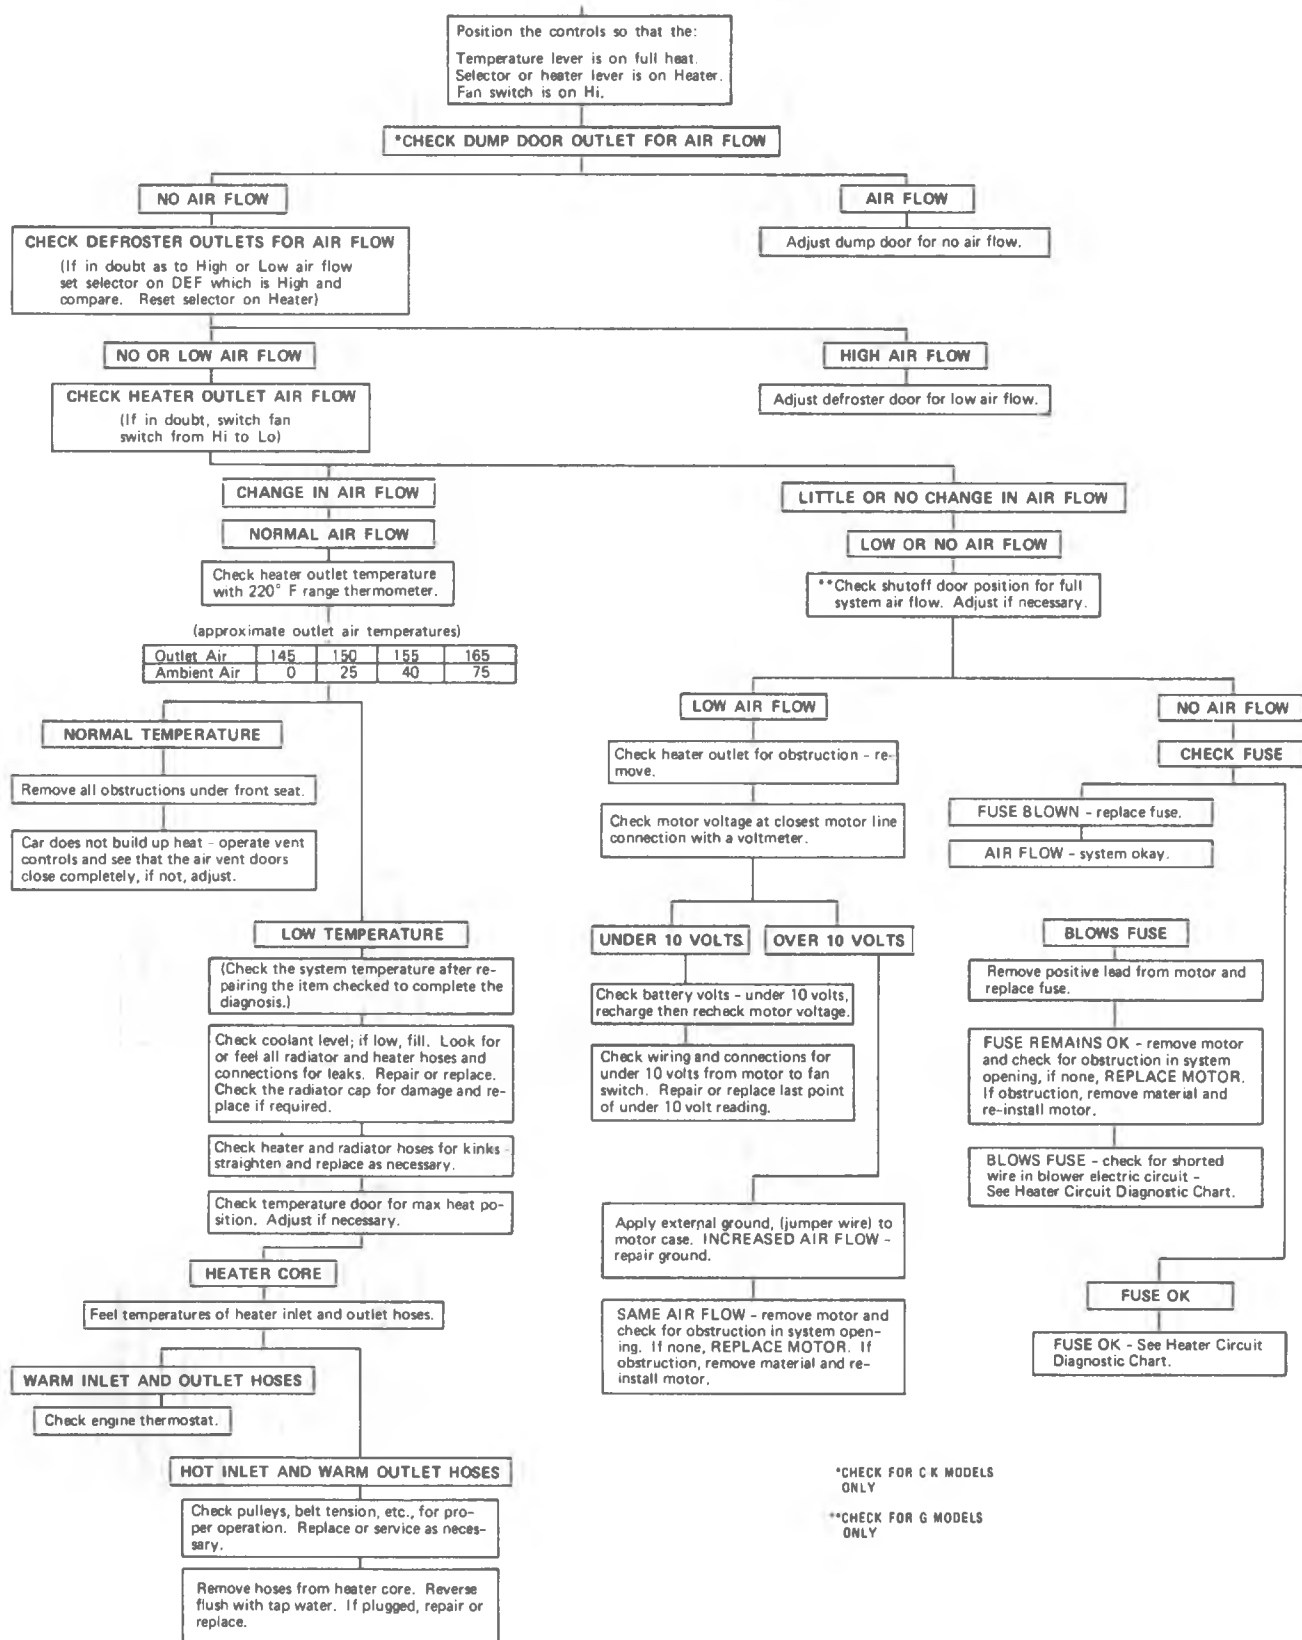 Position the controls so that the:
Temperature lever is on full heat.
Selector or heater lever is on Heater.
Fan switch is on Hi.
*CHECK DUMP DOOR OUTLET FOR AIR FLOW
NO AIR FLOW
AIR FLOW
CHECK DEFROSTER OUTLETS FOR AIR FLOW
(If in doubt as to High or Low air flow
set selector on DEF which is High and
compare. Reset selector on Heater)
Adjust dump door for no air flow.
NO OR LOW AIR FLOW
HIGH AIR FLOW
CHECK HEATER OUTLET AIR FLOW
(If in doubt, switch fan
switch from Hi to Lo)
Adjust defroster door for low air flow.
CHANGE IN AIR FLOW
LITTLE OR NO CHANGE IN AIR FLOW
NORMAL AIR FLOW
LOW OR NO AIR FLOW
Check heater outlet temperature
with 220° F range thermometer.
**Check shutoff door position for full
system air flow. Adjust if necessary.
(approximate outlet air temperatures)
Outlet Air 145 150 155 165
Ambient Air 0 25 40 75
NORMAL TEMPERATURE
Remove all obstructions under front seat.
Car does not build up heat - operate vent
controls and see that the air vent doors
close completely, if not, adjust.
LOW TEMPERATURE
(Check the system temperature after re-
pairing the item checked to complete the
diagnosis.)
Check coolant level; if low, fill. Look for
or feel all radiator and heater hoses and
connections for leaks. Repair or replace.
Check the radiator cap for damage and re-
place if required.
Check heater and radiator hoses for kinks -
straighten and replace as necessary.
Check temperature door for max heat po-
sition. Adjust if necessary.
HEATER CORE
Feel temperatures of heater inlet and outlet hoses.
WARM INLET AND OUTLET HOSES
Check engine thermostat.
HOT INLET AND WARM OUTLET HOSES
Check pulleys, belt tension, etc., for pro-
per operation. Replace or service as neces-
sary.
Remove hoses from heater core. Reverse
flush with tap water. If plugged, repair or
replace.
LOW AIR FLOW
Check heater outlet for obstruction - re-
move.
Check motor voltage at closest motor line
connection with a voltmeter.
UNDER 10 VOLTS
OVER 10 VOLTS
Check battery volts - under 10 volts,
recharge then recheck motor voltage.
Check wiring and connections for
under 10 volts from motor to fan
switch. Repair or replace last point
of under 10 volt reading.
Apply external ground, (jumper wire) to
motor case. INCREASED AIR FLOW -
repair ground.
SAME AIR FLOW - remove motor and
check for obstruction in system open-
ing. If none, REPLACE MOTOR. If
obstruction, remove material and re-
install motor.
NO AIR FLOW
CHECK FUSE
FUSE BLOWN - replace fuse.
AIR FLOW - system okay.
BLOWS FUSE
Remove positive lead from motor and
replace fuse.
FUSE REMAINS OK - remove motor
and check for obstruction in system
opening, if none, REPLACE MOTOR.
If obstruction, remove material and
re-install motor.
BLOWS FUSE - check for shorted
wire in blower electric circuit -
See Heater Circuit Diagnostic Chart.
FUSE OK
FUSE OK - See Heater Circuit
Diagnostic Chart.
*CHECK FOR C K MODELS
ONLY
**CHECK FOR G MODELS
ONLY